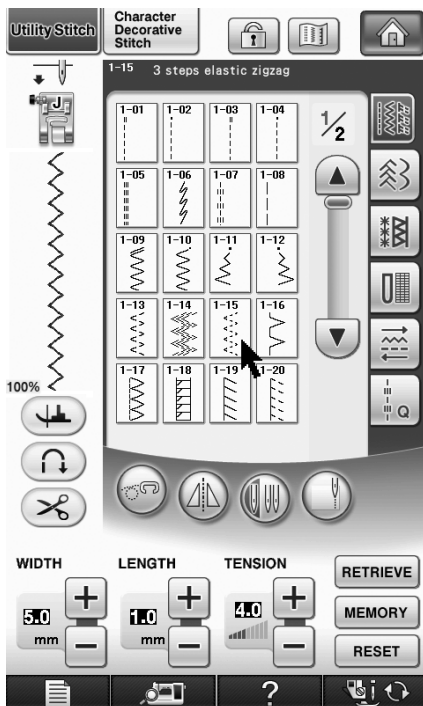 Utility Stitch
Character
Decorative
Stitch
1-15 3 steps elastic zigzag
J
1-01 1-02 1-03 1-04
1/2
1-05 1-06 1-07 1-08
1-09 1-10 1-11 1-12
1-13 1-14 1-15 1-16
1-17 1-18 1-19 1-20
100%
Q
WIDTH LENGTH TENSION
5.0 mm + −
1.0 mm + −
4.0 + −
RETRIEVE
MEMORY
RESET
?